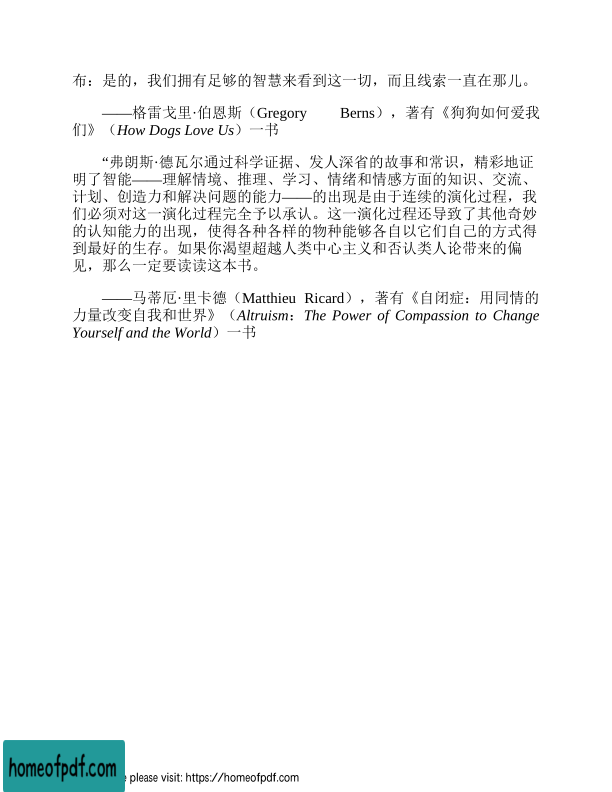 布：是的，我们拥有足够的智慧来看到这一切，而且线索一直在那儿。
——格雷戈里·伯恩斯（Gregory Berns），著有《狗狗如何爱我
们》（How Dogs Love Us）一书
“弗朗斯·德瓦尔通过科学证据、发人深省的故事和常识，精彩地证
明了智能——理解情境、推理、学习、情绪和情感方面的知识、交流、
计划、创造力和解决问题的能力——的出现是由于连续的演化过程，我
们必须对这一演化过程完全予以承认。这一演化过程还导致了其他奇妙
的认知能力的出现，使得各种各样的物种能够各自以它们自己的方式得
到最好的生存。如果你渴望超越人类中心主义和否认类人论带来的偏
见，那么一定要读读这本书。
——马蒂厄·里卡德（Matthieu Ricard），著有《自闭症：用同情的
力量改变自我和世界》（Altruism：The Power of Compassion to Change
Yourself and the World）一书
homeofpdf.com
please visit: https://homeofpdf.com